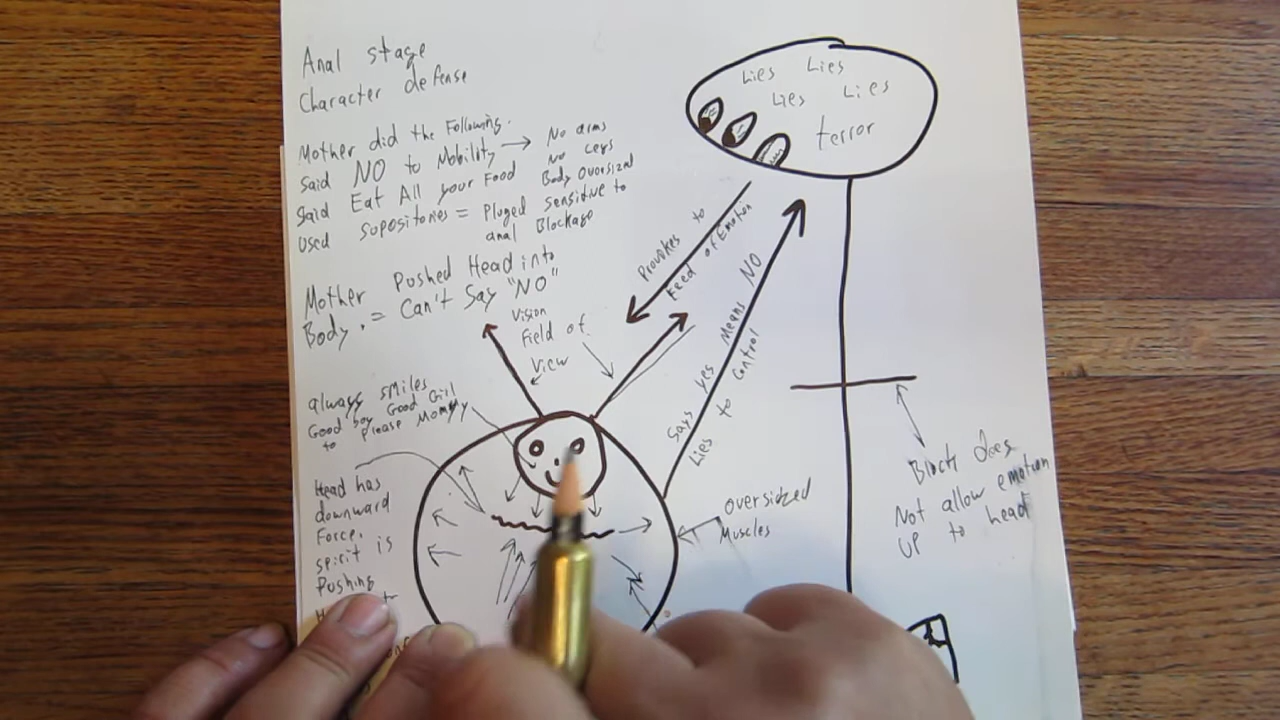 Anal stage
Character defense
Mother did the Following.
said NO to Mobility → No arms
No Legs
said Eat All your Food Body Oversized
Used Supositories = Pluged sensitive to
anal Blockage
Mother Pushed Head into
Body. = Can't Say "NO"
Vision
Field of
View
always smiles
Good boy Good Girl
to Please Mommy
Head has
downward
Force.
spirit is
Pushing
Lies Lies
Lies Lies
terror
Provokes to
Feed of Emotion
Says yes Means NO
Lies to Control
oversized
Muscles
Block does
Not allow emotion
UP to head